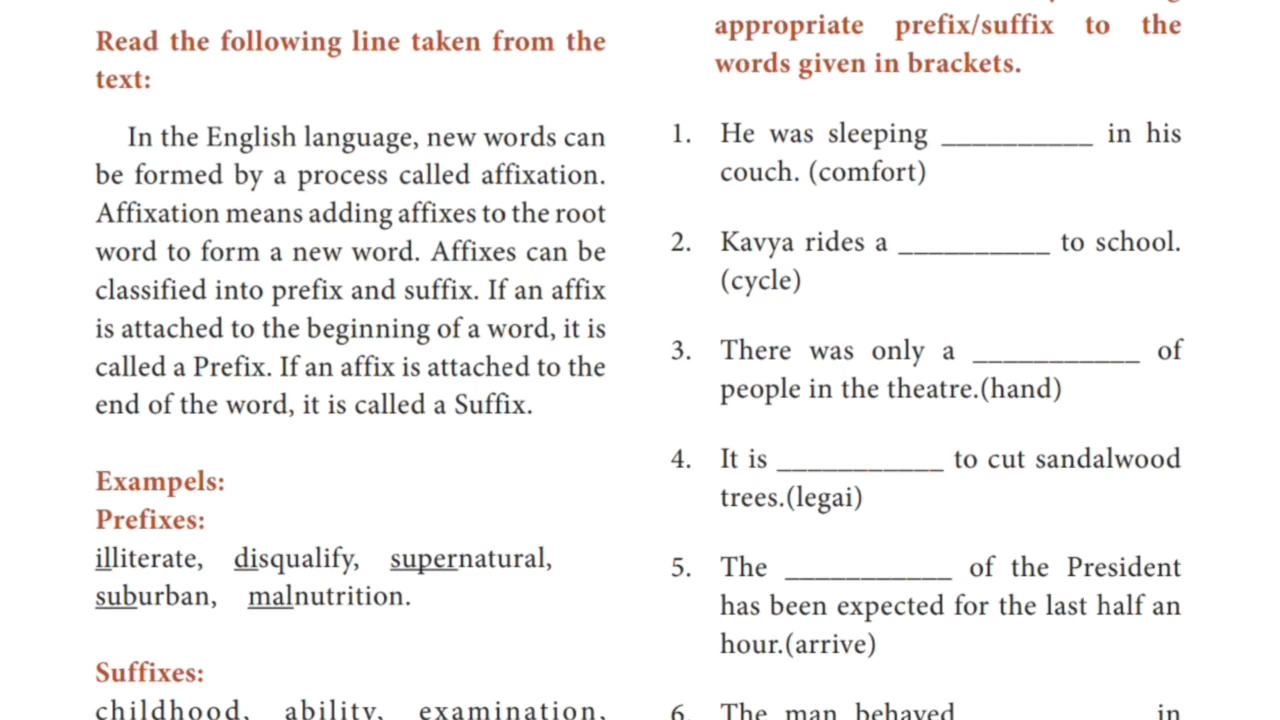 Read the following line taken from the
text:
In the English language, new words can
be formed by a process called affixation.
Affixation means adding affixes to the root
word to form a new word. Affixes can be
classified into prefix and suffix. If an affix
is attached to the beginning of a word, it is
called a Prefix. If an affix is attached to the
end of the word, it is called a Suffix.
Exampels:
Prefixes:
illiterate, disqualify, supernatural,
suburban, malnutrition.
Suffixes:
childhood, ability, examination,
appropriate prefix/suffix to the
words given in brackets.
1. He was sleeping __________ in his
couch. (comfort)
2. Kavya rides a __________ to school.
(cycle)
3. There was only a ___________ of
people in the theatre.(hand)
4. It is ___________ to cut sandalwood
trees.(legai)
5. The ___________ of the President
has been expected for the last half an
hour.(arrive)
6. The man behaved ____________ in